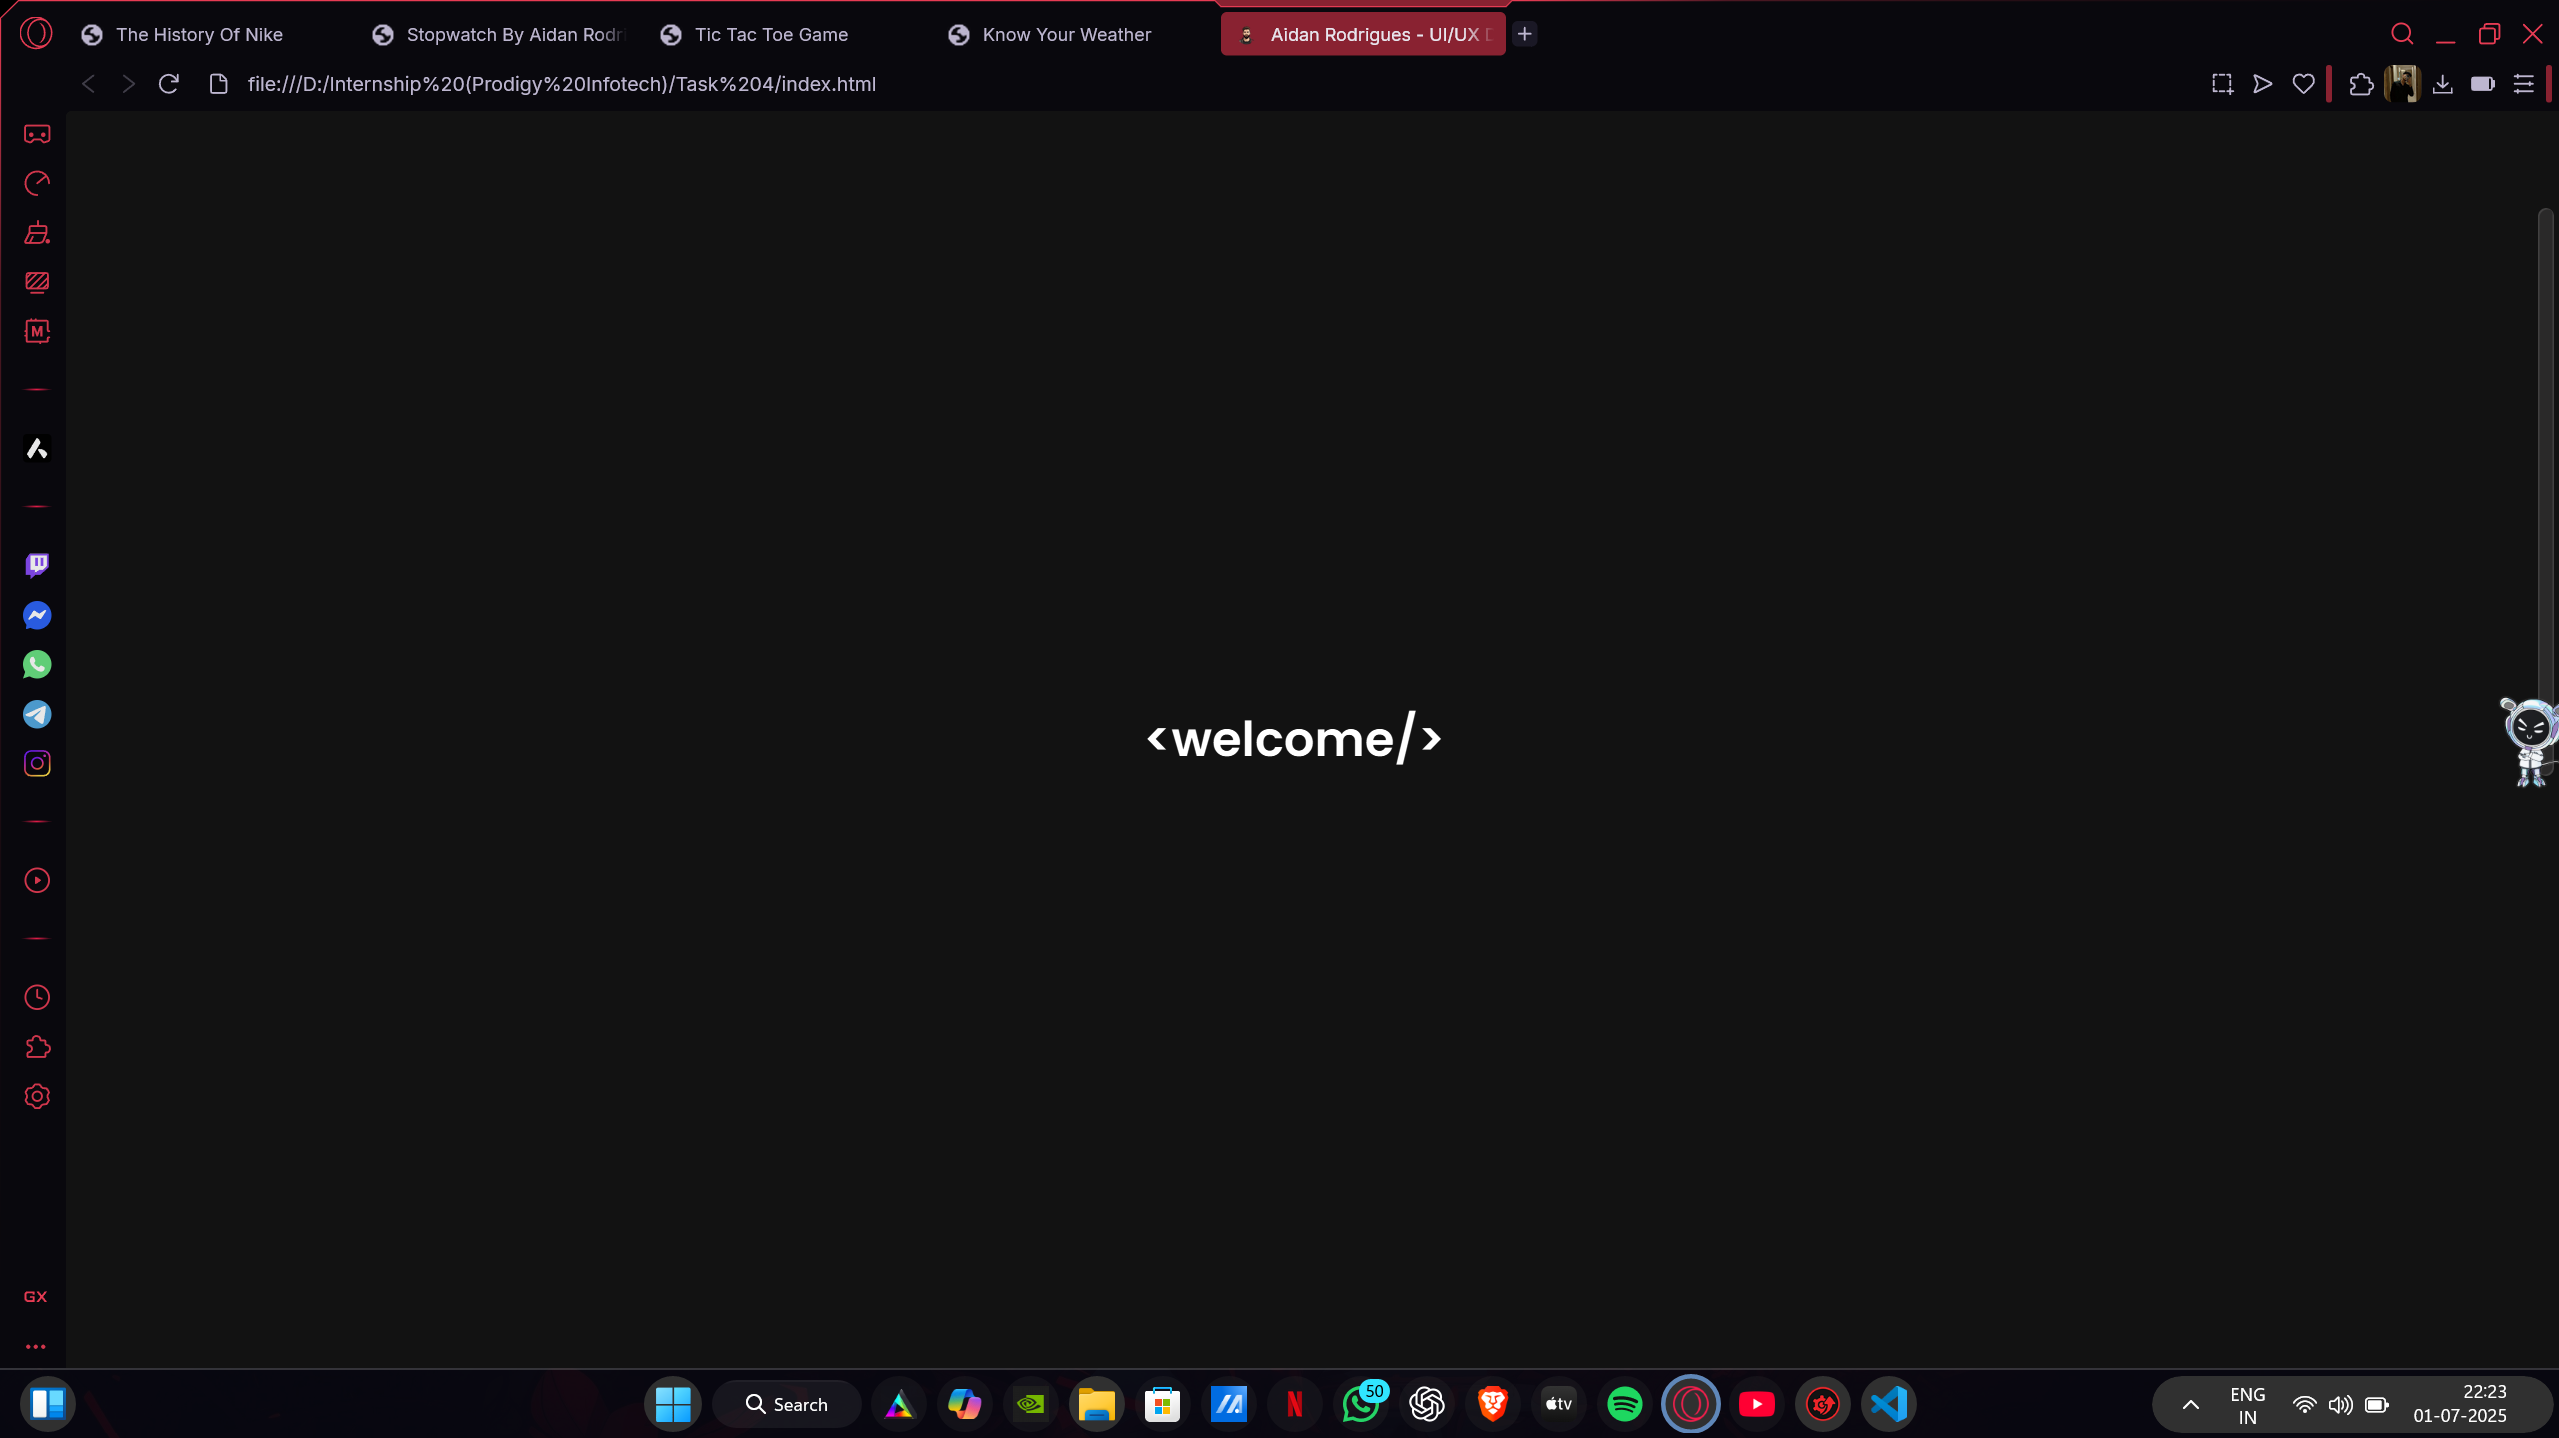 The History Of Nike
Stopwatch By Aidan Rodri
Tic Tac Toe Game
Know Your Weather
Aidan Rodrigues - UI/UX D
file:///D:/Internship%20(Prodigy%20Infotech)/Task%204/index.html
M
<welcome/>
GX
Search
N
50
tv
ENG
IN
22:23
01-07-2025